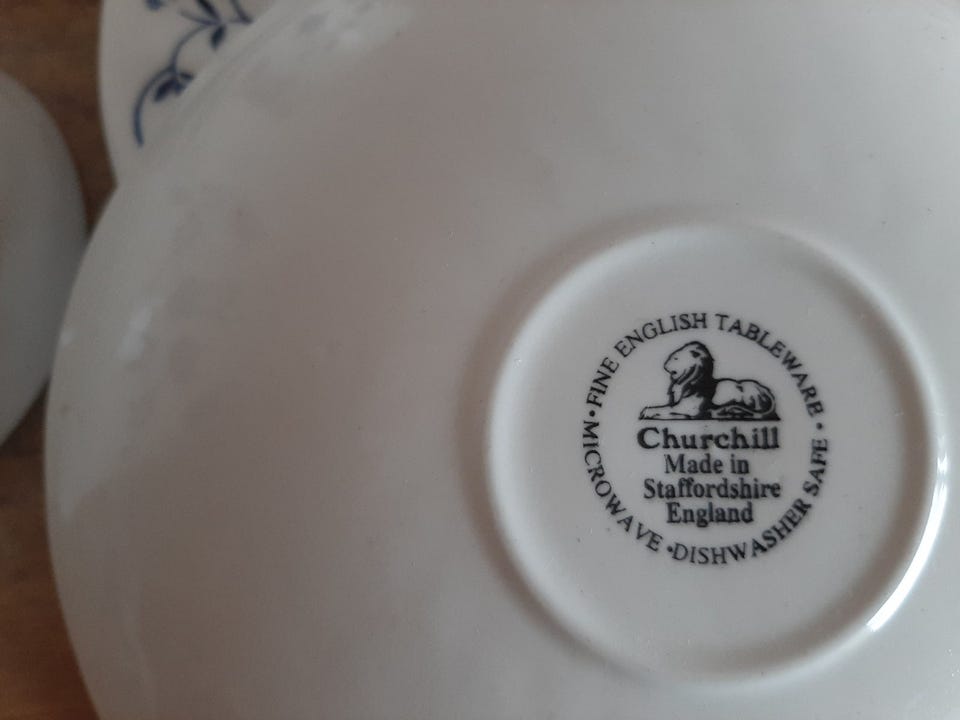 • FINE ENGLISH TABLEWARE •
Churchill
Made in
Staffordshire
England
MICROWAVE • DISHWASHER SAFE